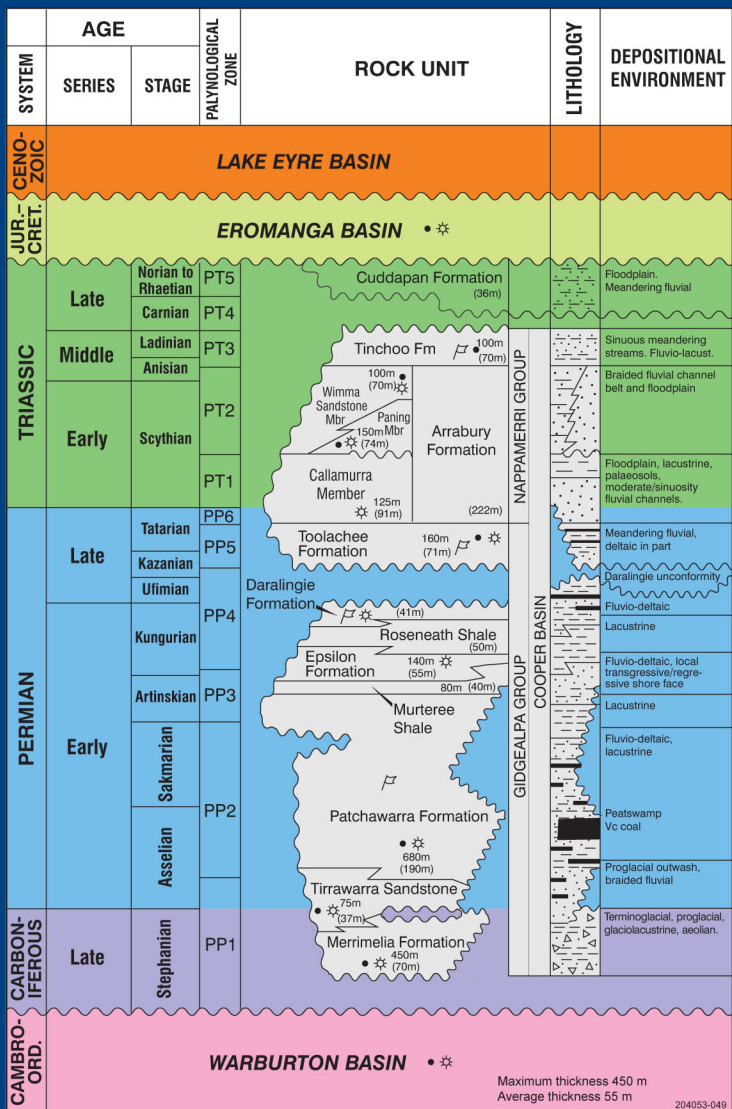 AGE
SYSTEM
SERIES
STAGE
PALYNOLOGICAL
ZONE
ROCK UNIT
LITHOLOGY
DEPOSITIONAL
ENVIRONMENT
CENO-
ZOIC
LAKE EYRE BASIN
JUR.–
CRET.
EROMANGA BASIN
TRIASSIC
Late
Norian to
Rhaetian
PT5
Cuddapan Formation
(36m)
Floodplain.
Meandering fluvial
Carnian
PT4
Middle
Ladinian
PT3
Tinchoo Fm
100m
(70m)
Sinuous meandering
streams. Fluvio-lacust.
Anisian
Early
Scythian
PT2
100m
(70m)
Wimma
Sandstone
Mbr
Paning
Mbr
150m
(74m)
Arrabury
Formation
Braided fluvial channel
belt and floodplain
PT1
Callamurra
Member
125m
(91m)
(222m)
Floodplain, lacustrine,
palaeosols,
moderate/sinuosity
fluvial channels.
NAPPAMERRI GROUP
COOPER BASIN
GIDGEALPA GROUP
PERMIAN
Late
Tatarian
PP6
PP5
Toolachee
Formation
160m
(71m)
Meandering fluvial,
deltaic in part
Kazanian
Ufimian
Daralingie unconformity
Early
Kungurian
PP4
Daralingie
Formation
(41m)
Fluvio-deltaic
Roseneath Shale
(50m)
Lacustrine
Epsilon
Formation
140m
(55m)
Fluvio-deltaic, local
transgressive/regre-
ssive shore face
Artinskian
PP3
80m (40m)
Murteree
Shale
Lacustrine
Sakmarian
PP2
Fluvio-deltaic,
lacustrine
Patchawarra Formation
680m
(190m)
Peatswamp
Vc coal
Asselian
Tirrawarra Sandstone
75m
(37m)
Proglacial outwash,
braided fluvial
CARBON-
IFEROUS
Late
Stephanian
PP1
Merrimelia Formation
450m
(70m)
Terminoglacial, proglacial,
glaciolacustrine, aeolian.
CAMBRO-
ORD.
WARBURTON BASIN
Maximum thickness 450 m
Average thickness 55 m
204053-049